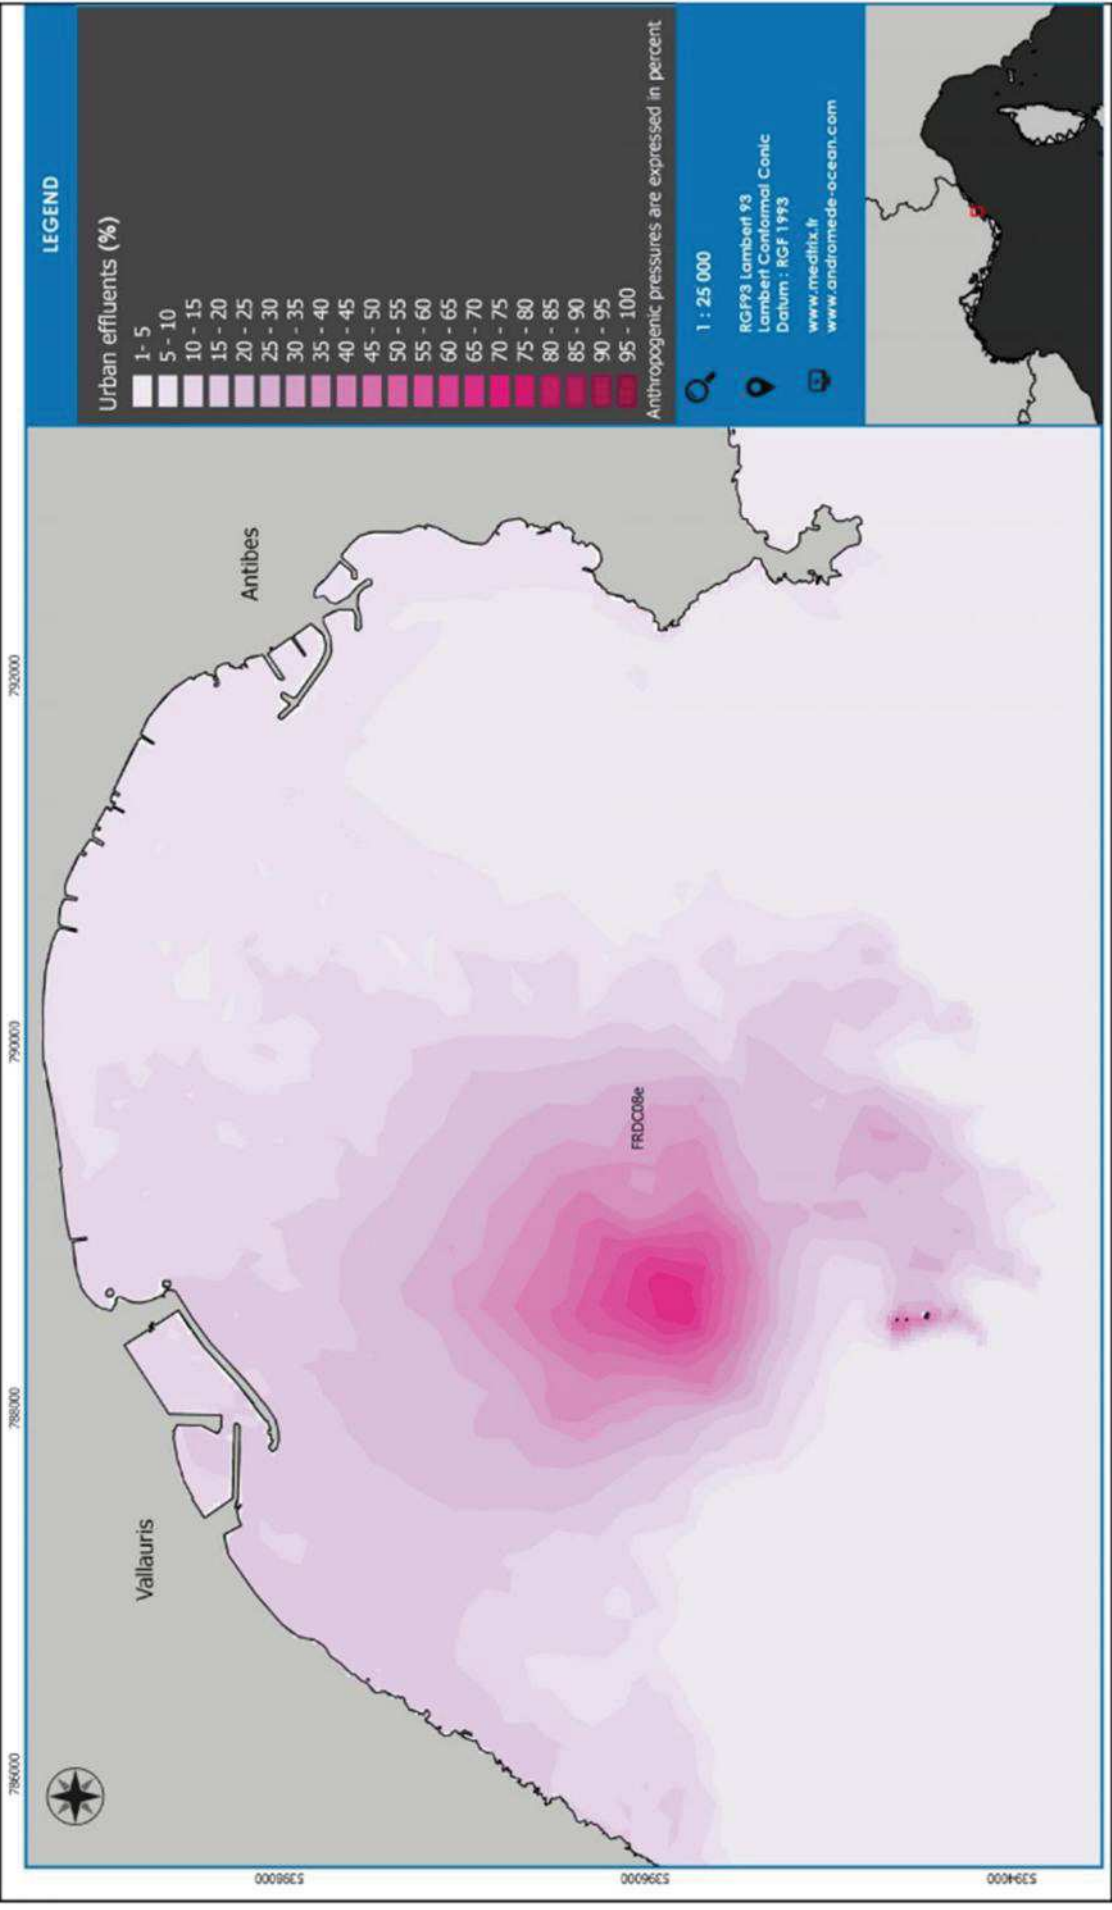 786000
788000
790000
792000
5398000
5396000
5394000
Vallauris
Antibes
FRDC08e
LEGEND
Urban effluents (%)
1- 5
5 - 10
10 - 15
15 - 20
20 - 25
25 - 30
30 - 35
35 - 40
40 - 45
45 - 50
50 - 55
55 - 60
60 - 65
65 - 70
70 - 75
75 - 80
80 - 85
85 - 90
90 - 95
95 - 100
Anthropogenic pressures are expressed in percent
1 : 25 000
RGF93 Lambert 93
Lambert Conformal Conic
Datum : RGF 1993
www.medtrix.fr
www.andromede-ocean.com